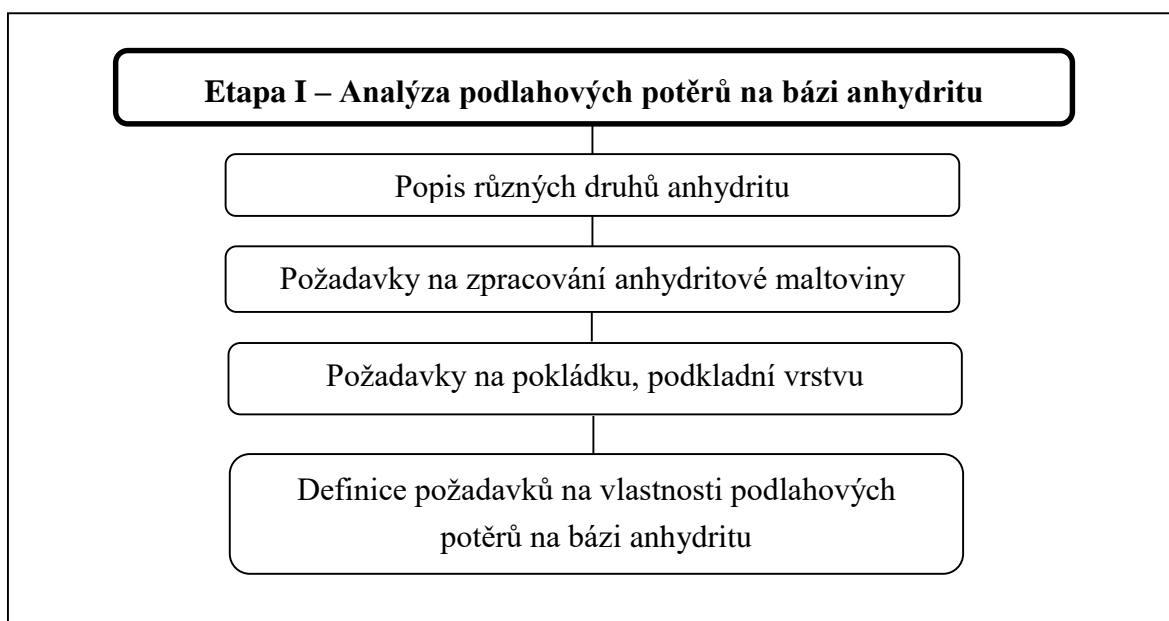 Etapa I – Analýza podlahových potěrů na bázi anhydritu
Popis různých druhů anhydritu
Požadavky na zpracování anhydritové maltoviny
Požadavky na pokládku, podkladní vrstvu
Definice požadavků na vlastnosti podlahových
potěrů na bázi anhydritu